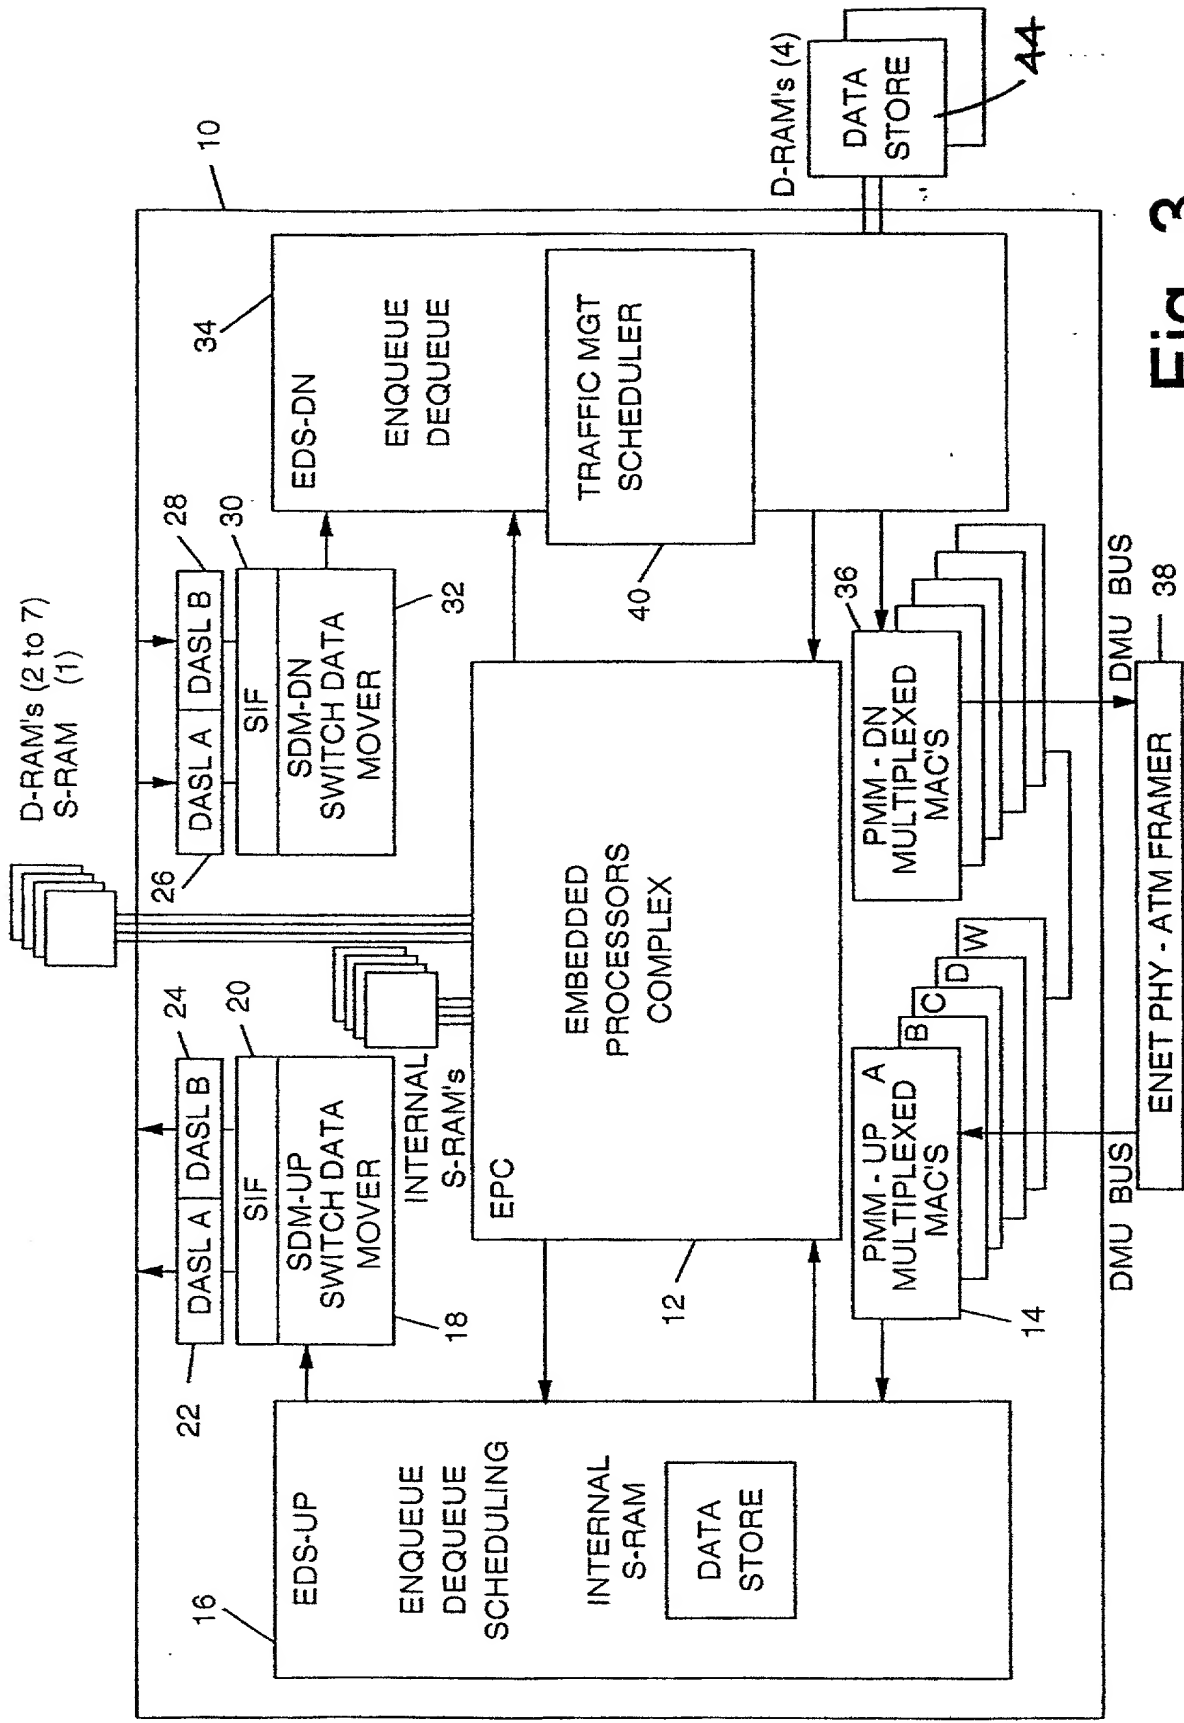 D-RAM's (2 to 7)
S-RAM (1)
10
22
DASL A
DASL B
24
SIF
20
SDM-UP
SWITCH DATA
MOVER
18
INTERNAL
S-RAM's
26
DASL A
DASL B
28
SIF
30
SDM-DN
SWITCH DATA
MOVER
32
16
EDS-UP
ENQUEUE
DEQUEUE
SCHEDULING
INTERNAL
S-RAM
DATA
STORE
EPC
EMBEDDED
PROCESSORS
COMPLEX
12
34
EDS-DN
ENQUEUE
DEQUEUE
TRAFFIC MGT
SCHEDULER
40
D-RAM's (4)
DATA
STORE
44
PMM - UP A
MULTIPLEXED
MAC'S
B
C
D
W
14
36
PMM - DN
MULTIPLEXED
MAC'S
DMU BUS
DMU BUS
ENET PHY - ATM FRAMER
38
Fig. 3